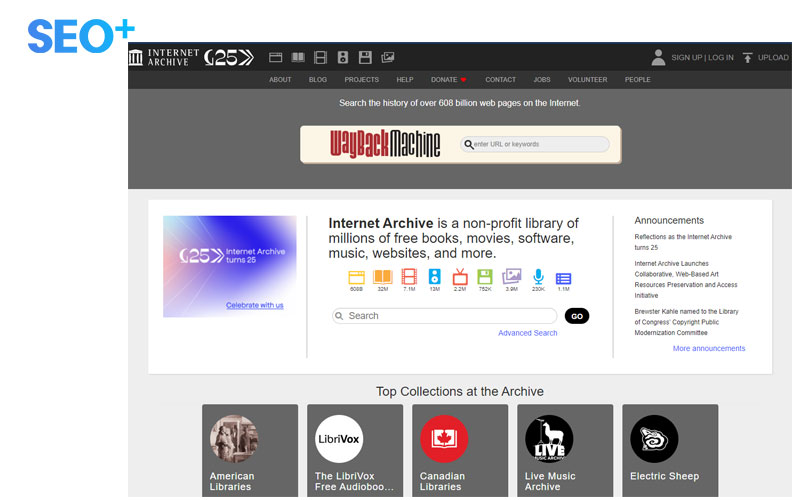 SEO+
INTERNET
ARCHIVE
25
SIGN UP | LOG IN
UPLOAD
ABOUT
BLOG
PROJECTS
HELP
DONATE
CONTACT
JOBS
VOLUNTEER
PEOPLE
Search the history of over 608 billion web pages on the Internet.
WayBackMachine
enter URL or keywords
25
Internet Archive
turns 25
Celebrate with us
Internet Archive is a non-profit library of
millions of free books, movies, software,
music, websites, and more.
608B
32M
7.1M
13M
2.2M
752K
3.9M
230K
1.1M
Search
GO
Advanced Search
Announcements
Reflections as the Internet Archive
turns 25
Internet Archive Launches
Collaborative, Web-Based Art
Resources Preservation and Access
Initiative
Brewster Kahle named to the Library
of Congress' Copyright Public
Modernization Committee
More announcements
Top Collections at the Archive
American
Libraries
LibriVox
The LibriVox
Free Audioboo...
Canadian
Libraries
LIVE
MUSIC ARCHIVE
Live Music
Archive
Electric Sheep